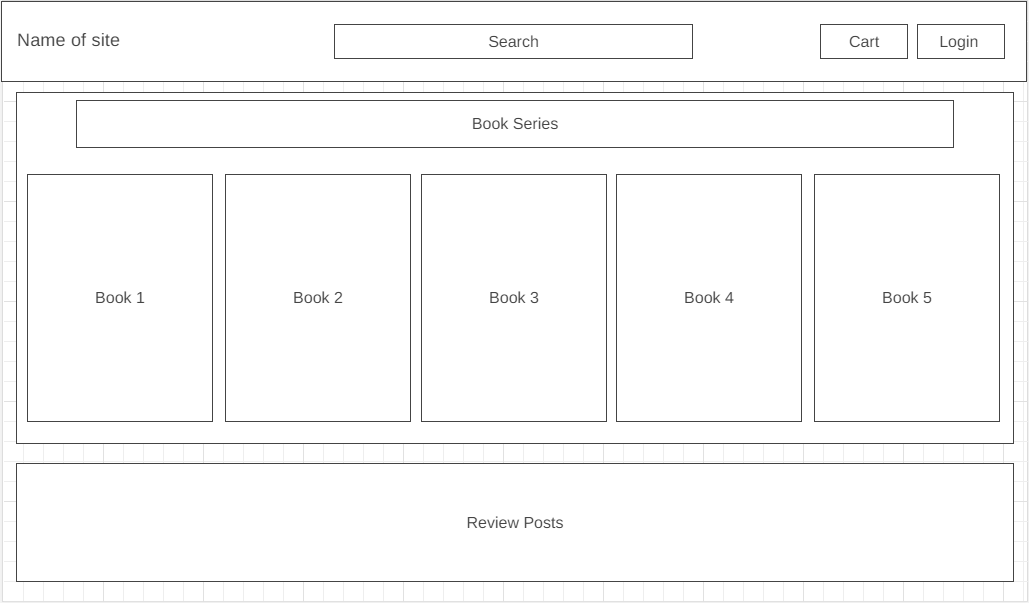 Name of site
Search
Cart
Login
Book Series
Book 1
Book 2
Book 3
Book 4
Book 5
Review Posts